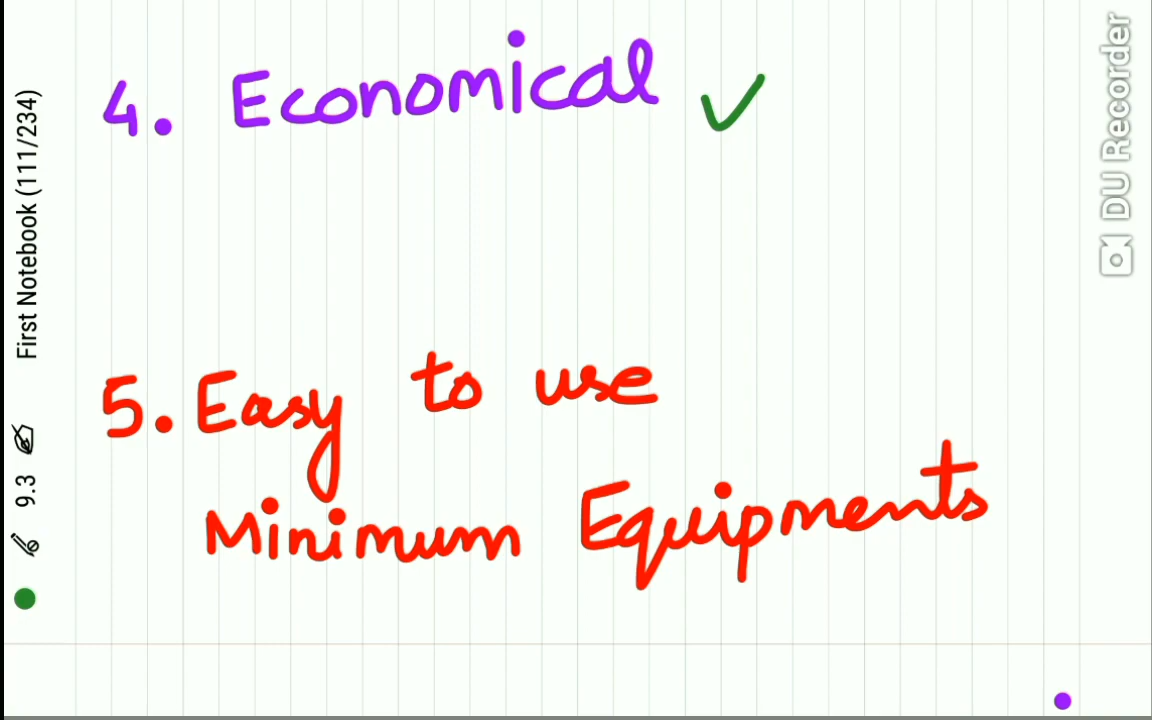 4. Economical ✓
5. Easy to use
Minimum Equipments
First Notebook (111/234)
9.3
DU Recorder